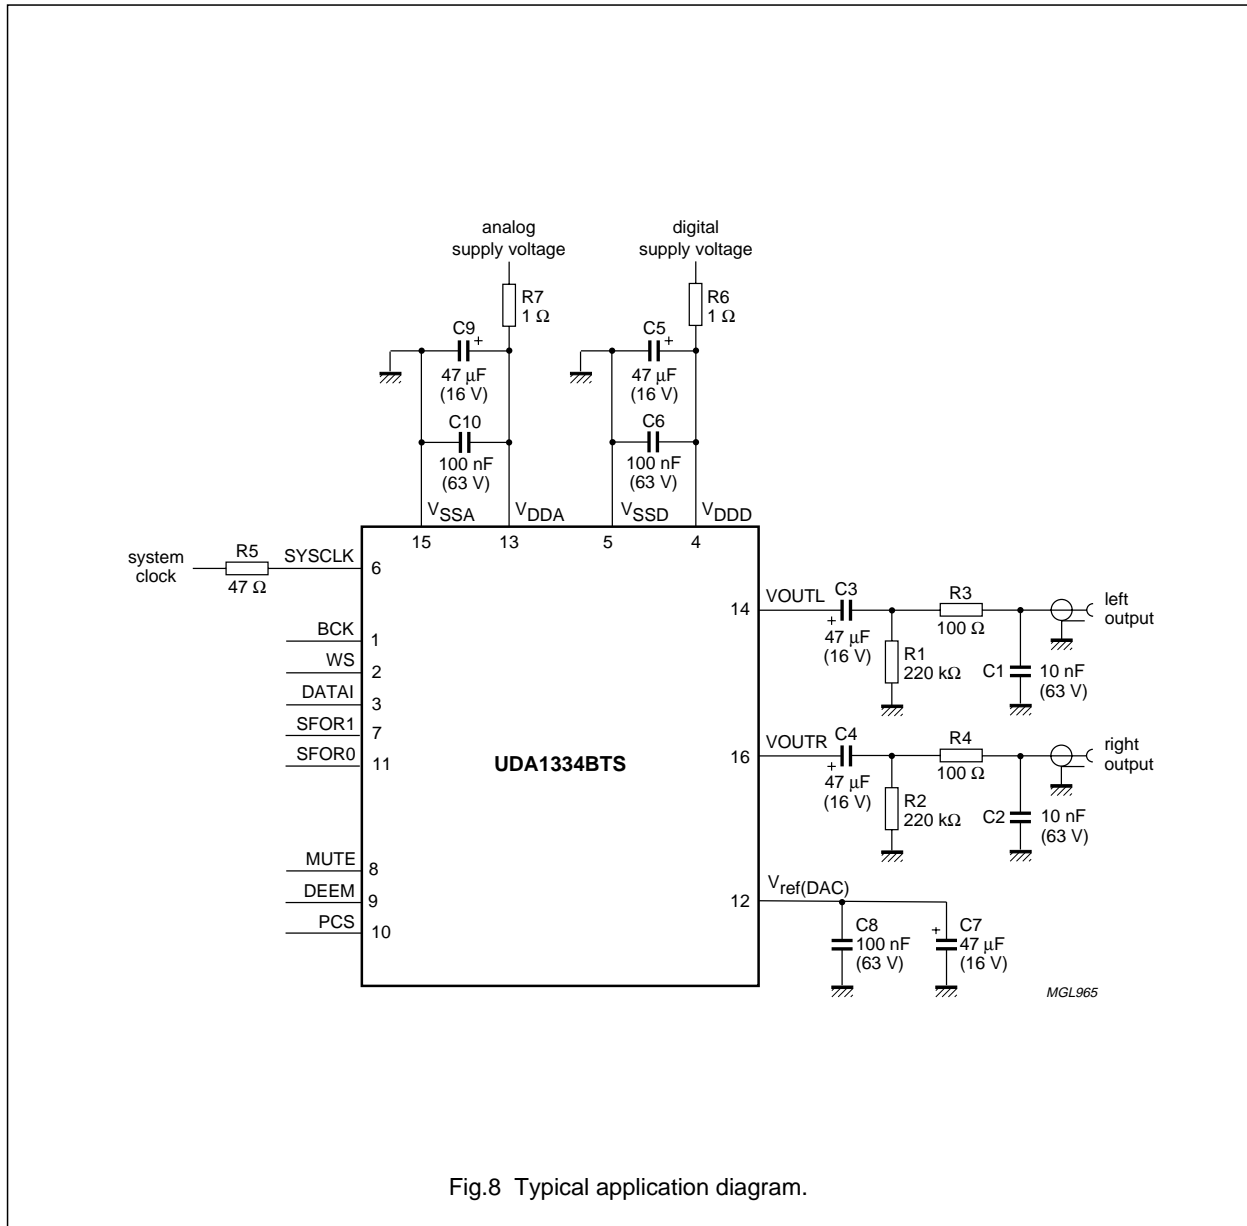 analog
supply voltage
digital
supply voltage
R7
1 Ω
R6
1 Ω
C9
+
47 µF
(16 V)
C5
+
47 µF
(16 V)
C10
100 nF
(63 V)
C6
100 nF
(63 V)
VSSA
VDDA
VSSD
VDDD
15
13
5
4
system
clock
R5
47 Ω
SYSCLK
6
BCK
1
WS
2
DATAI
3
SFOR1
7
SFOR0
11
MUTE
8
DEEM
9
PCS
10
UDA1334BTS
14
VOUTL
C3
+
47 µF
(16 V)
R1
220 kΩ
R3
100 Ω
C1
10 nF
(63 V)
left
output
16
VOUTR
C4
+
47 µF
(16 V)
R2
220 kΩ
R4
100 Ω
C2
10 nF
(63 V)
right
output
12
Vref(DAC)
C8
100 nF
(63 V)
+
C7
47 µF
(16 V)
MGL965
Fig.8 Typical application diagram.